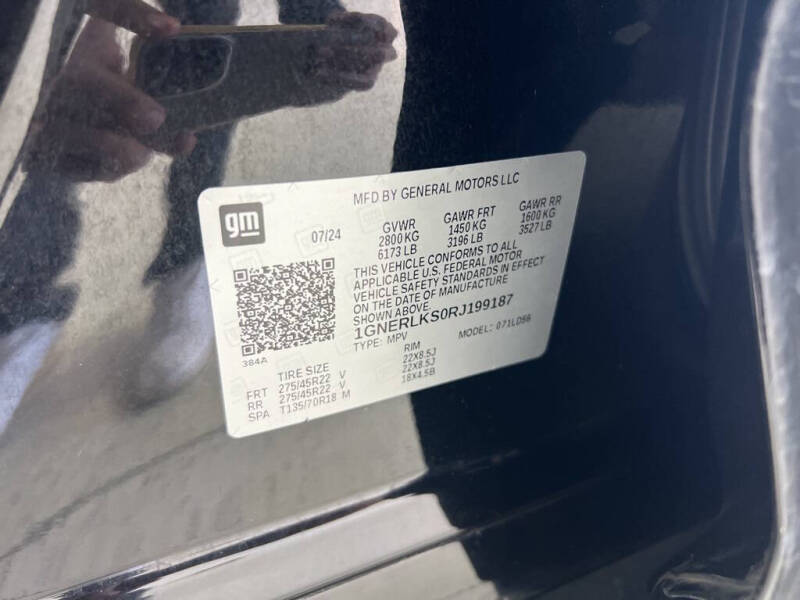 MFD BY GENERAL MOTORS LLC
gm
07/24
GVWR GAWR FRT GAWR RR
2800 KG 1450 KG 1600 KG
6173 LB 3196 LB 3527 LB
THIS VEHICLE CONFORMS TO ALL
APPLICABLE U.S. FEDERAL MOTOR
VEHICLE SAFETY STANDARDS IN EFFECT
ON THE DATE OF MANUFACTURE
SHOWN ABOVE.
1GNERLKS0RJ199187
TYPE: MPV MODEL: 071LD56
384A
TIRE SIZE RIM
FRT 275/45R22 V 22X8.5J
RR 275/45R22 V 22X8.5J
SPA T135/70R18 M 18X4.5B